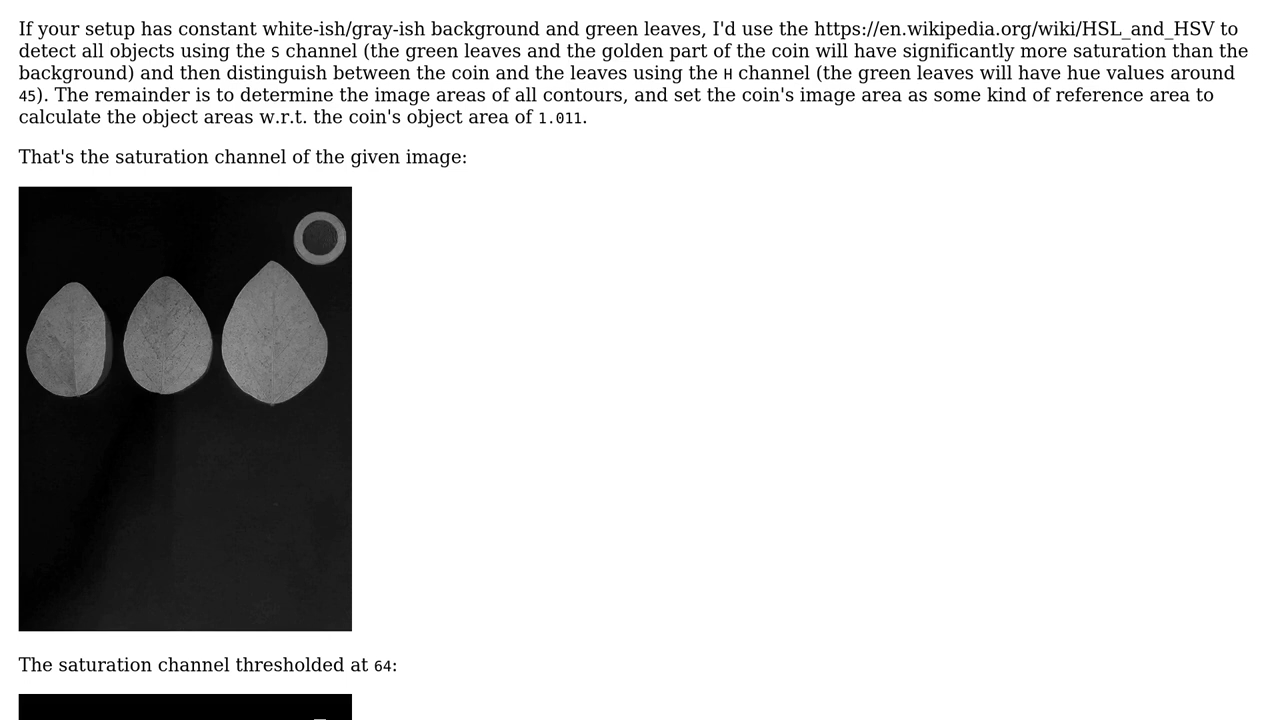 If your setup has constant white-ish/gray-ish background and green leaves, I'd use the https://en.wikipedia.org/wiki/HSL_and_HSV to
detect all objects using the S channel (the green leaves and the golden part of the coin will have significantly more saturation than the
background) and then distinguish between the coin and the leaves using the H channel (the green leaves will have hue values around
45). The remainder is to determine the image areas of all contours, and set the coin's image area as some kind of reference area to
calculate the object areas w.r.t. the coin's object area of 1.011.
That's the saturation channel of the given image:
The saturation channel thresholded at 64: